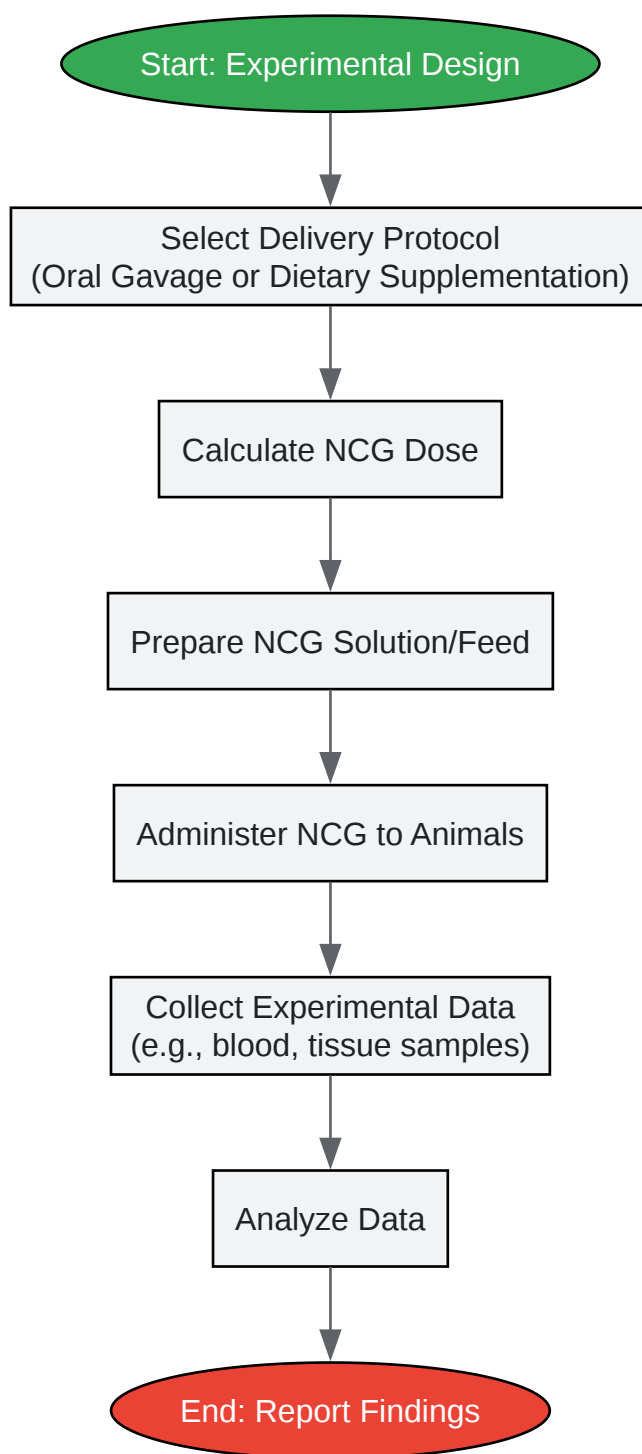 Start: Experimental Design
Select Delivery Protocol
(Oral Gavage or Dietary Supplementation)
Calculate NCG Dose
Prepare NCG Solution/Feed
Administer NCG to Animals
Collect Experimental Data
(e.g., blood, tissue samples)
Analyze Data
End: Report Findings